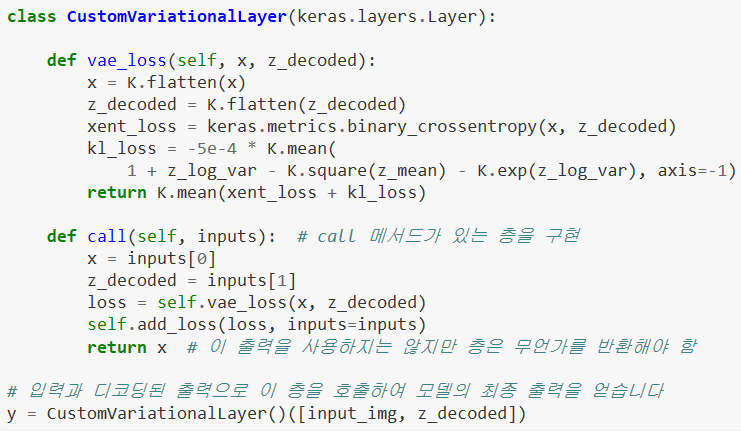 class CustomVariationalLayer(keras.layers.Layer):
    def vae_loss(self, x, z_decoded):
        x = K.flatten(x)
        z_decoded = K.flatten(z_decoded)
        xent_loss = keras.metrics.binary_crossentropy(x, z_decoded)
        kl_loss = -5e-4 * K.mean(
            1 + z_log_var - K.square(z_mean) - K.exp(z_log_var), axis=-1)
        return K.mean(xent_loss + kl_loss)
    def call(self, inputs):  # call 메서드가 있는 층을 구현
        x = inputs[0]
        z_decoded = inputs[1]
        loss = self.vae_loss(x, z_decoded)
        self.add_loss(loss, inputs=inputs)
        return x  # 이 출력을 사용하지는 않지만 층은 무언가를 반환해야 함
# 입력과 디코딩된 출력으로 이 층을 호출하여 모델의 최종 출력을 얻습니다
y = CustomVariationalLayer()([input_img, z_decoded])